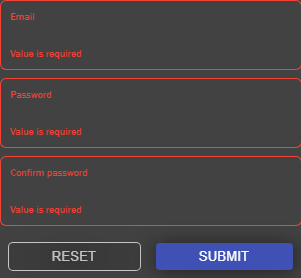 Email
Value is required
Password
Value is required
Confirm password
Value is required
RESET SUBMIT